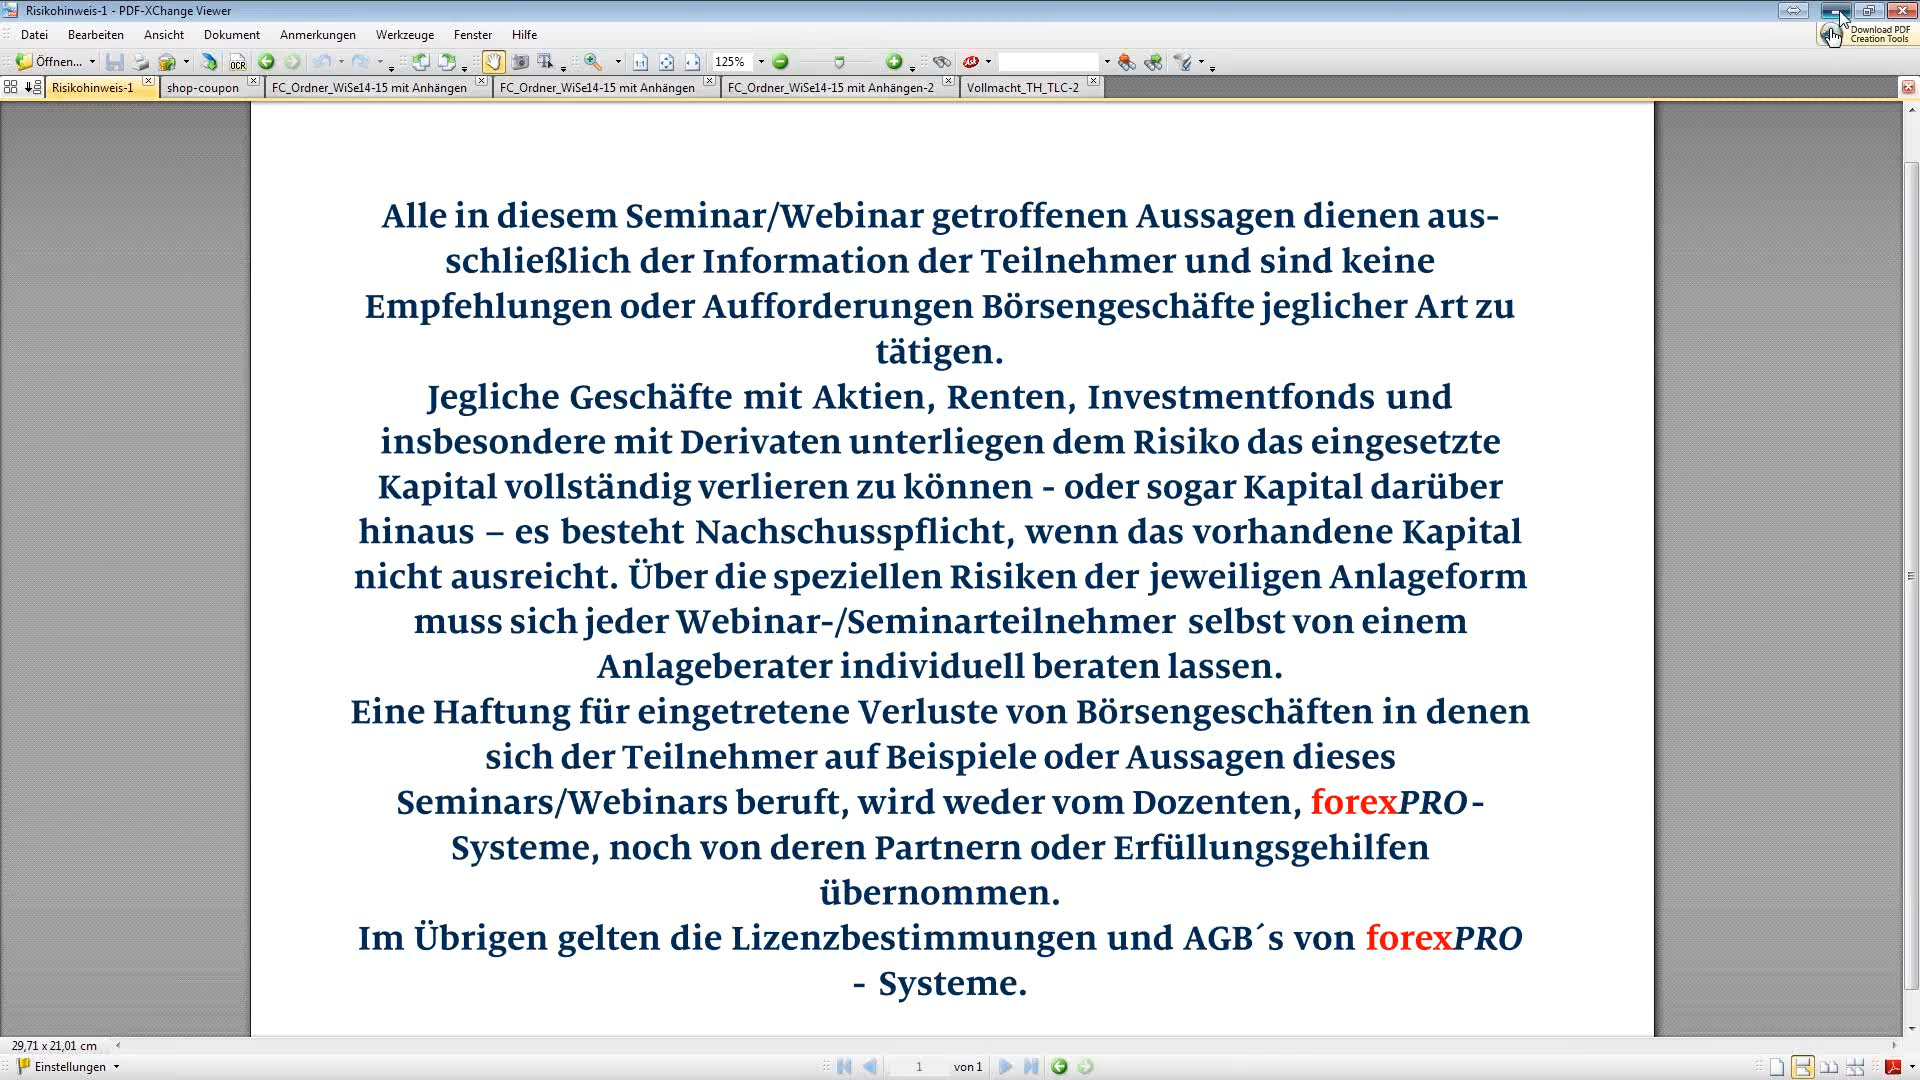 Risikohinweis-1 - PDF-XChange Viewer
Datei Bearbeiten Ansicht Dokument Anmerkungen Werkzeuge Fenster Hilfe
Download PDF
Creation Tools
Öffnen... OCR 125%
Risikohinweis-1 shop-coupon FC_Ordner_WiSe14-15 mit Anhängen FC_Ordner_WiSe14-15 mit Anhängen FC_Ordner_WiSe14-15 mit Anhängen-2 Vollmacht_TH_TLC-2
Alle in diesem Seminar/Webinar getroffenen Aussagen dienen aus-
schließlich der Information der Teilnehmer und sind keine
Empfehlungen oder Aufforderungen Börsengeschäfte jeglicher Art zu
tätigen.
Jegliche Geschäfte mit Aktien, Renten, Investmentfonds und
insbesondere mit Derivaten unterliegen dem Risiko das eingesetzte
Kapital vollständig verlieren zu können - oder sogar Kapital darüber
hinaus – es besteht Nachschusspflicht, wenn das vorhandene Kapital
nicht ausreicht. Über die speziellen Risiken der jeweiligen Anlageform
muss sich jeder Webinar-/Seminarteilnehmer selbst von einem
Anlageberater individuell beraten lassen.
Eine Haftung für eingetretene Verluste von Börsengeschäften in denen
sich der Teilnehmer auf Beispiele oder Aussagen dieses
Seminars/Webinars beruft, wird weder vom Dozenten, forexPRO-
Systeme, noch von deren Partnern oder Erfüllungsgehilfen
übernommen.
Im Übrigen gelten die Lizenzbestimmungen und AGB´s von forexPRO
- Systeme.
29,71 x 21,01 cm
Einstellungen 1 von 1